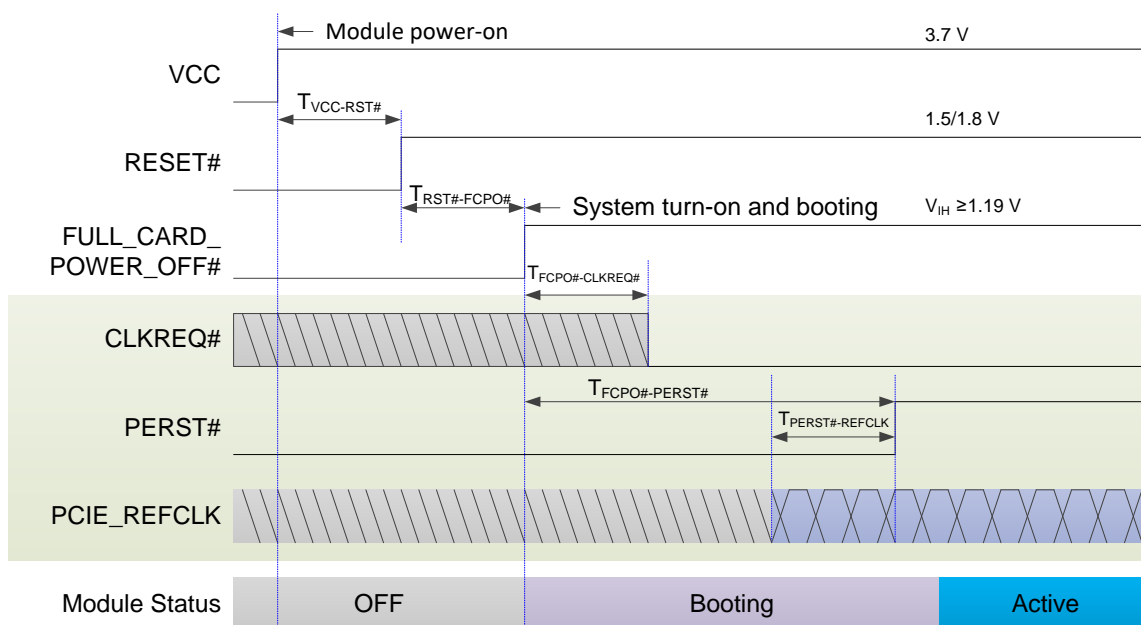 Module power-on
3.7 V
VCC
TVCC-RST#
1.5/1.8 V
RESET#
TRST#-FCPO#
System turn-on and booting
VIH ≥1.19 V
FULL_CARD_
POWER_OFF#
TFCPO#-CLKREQ#
CLKREQ#
TFCPO#-PERST#
PERST#
TPERST#-REFCLK
PCIE_REFCLK
Module Status
OFF
Booting
Active